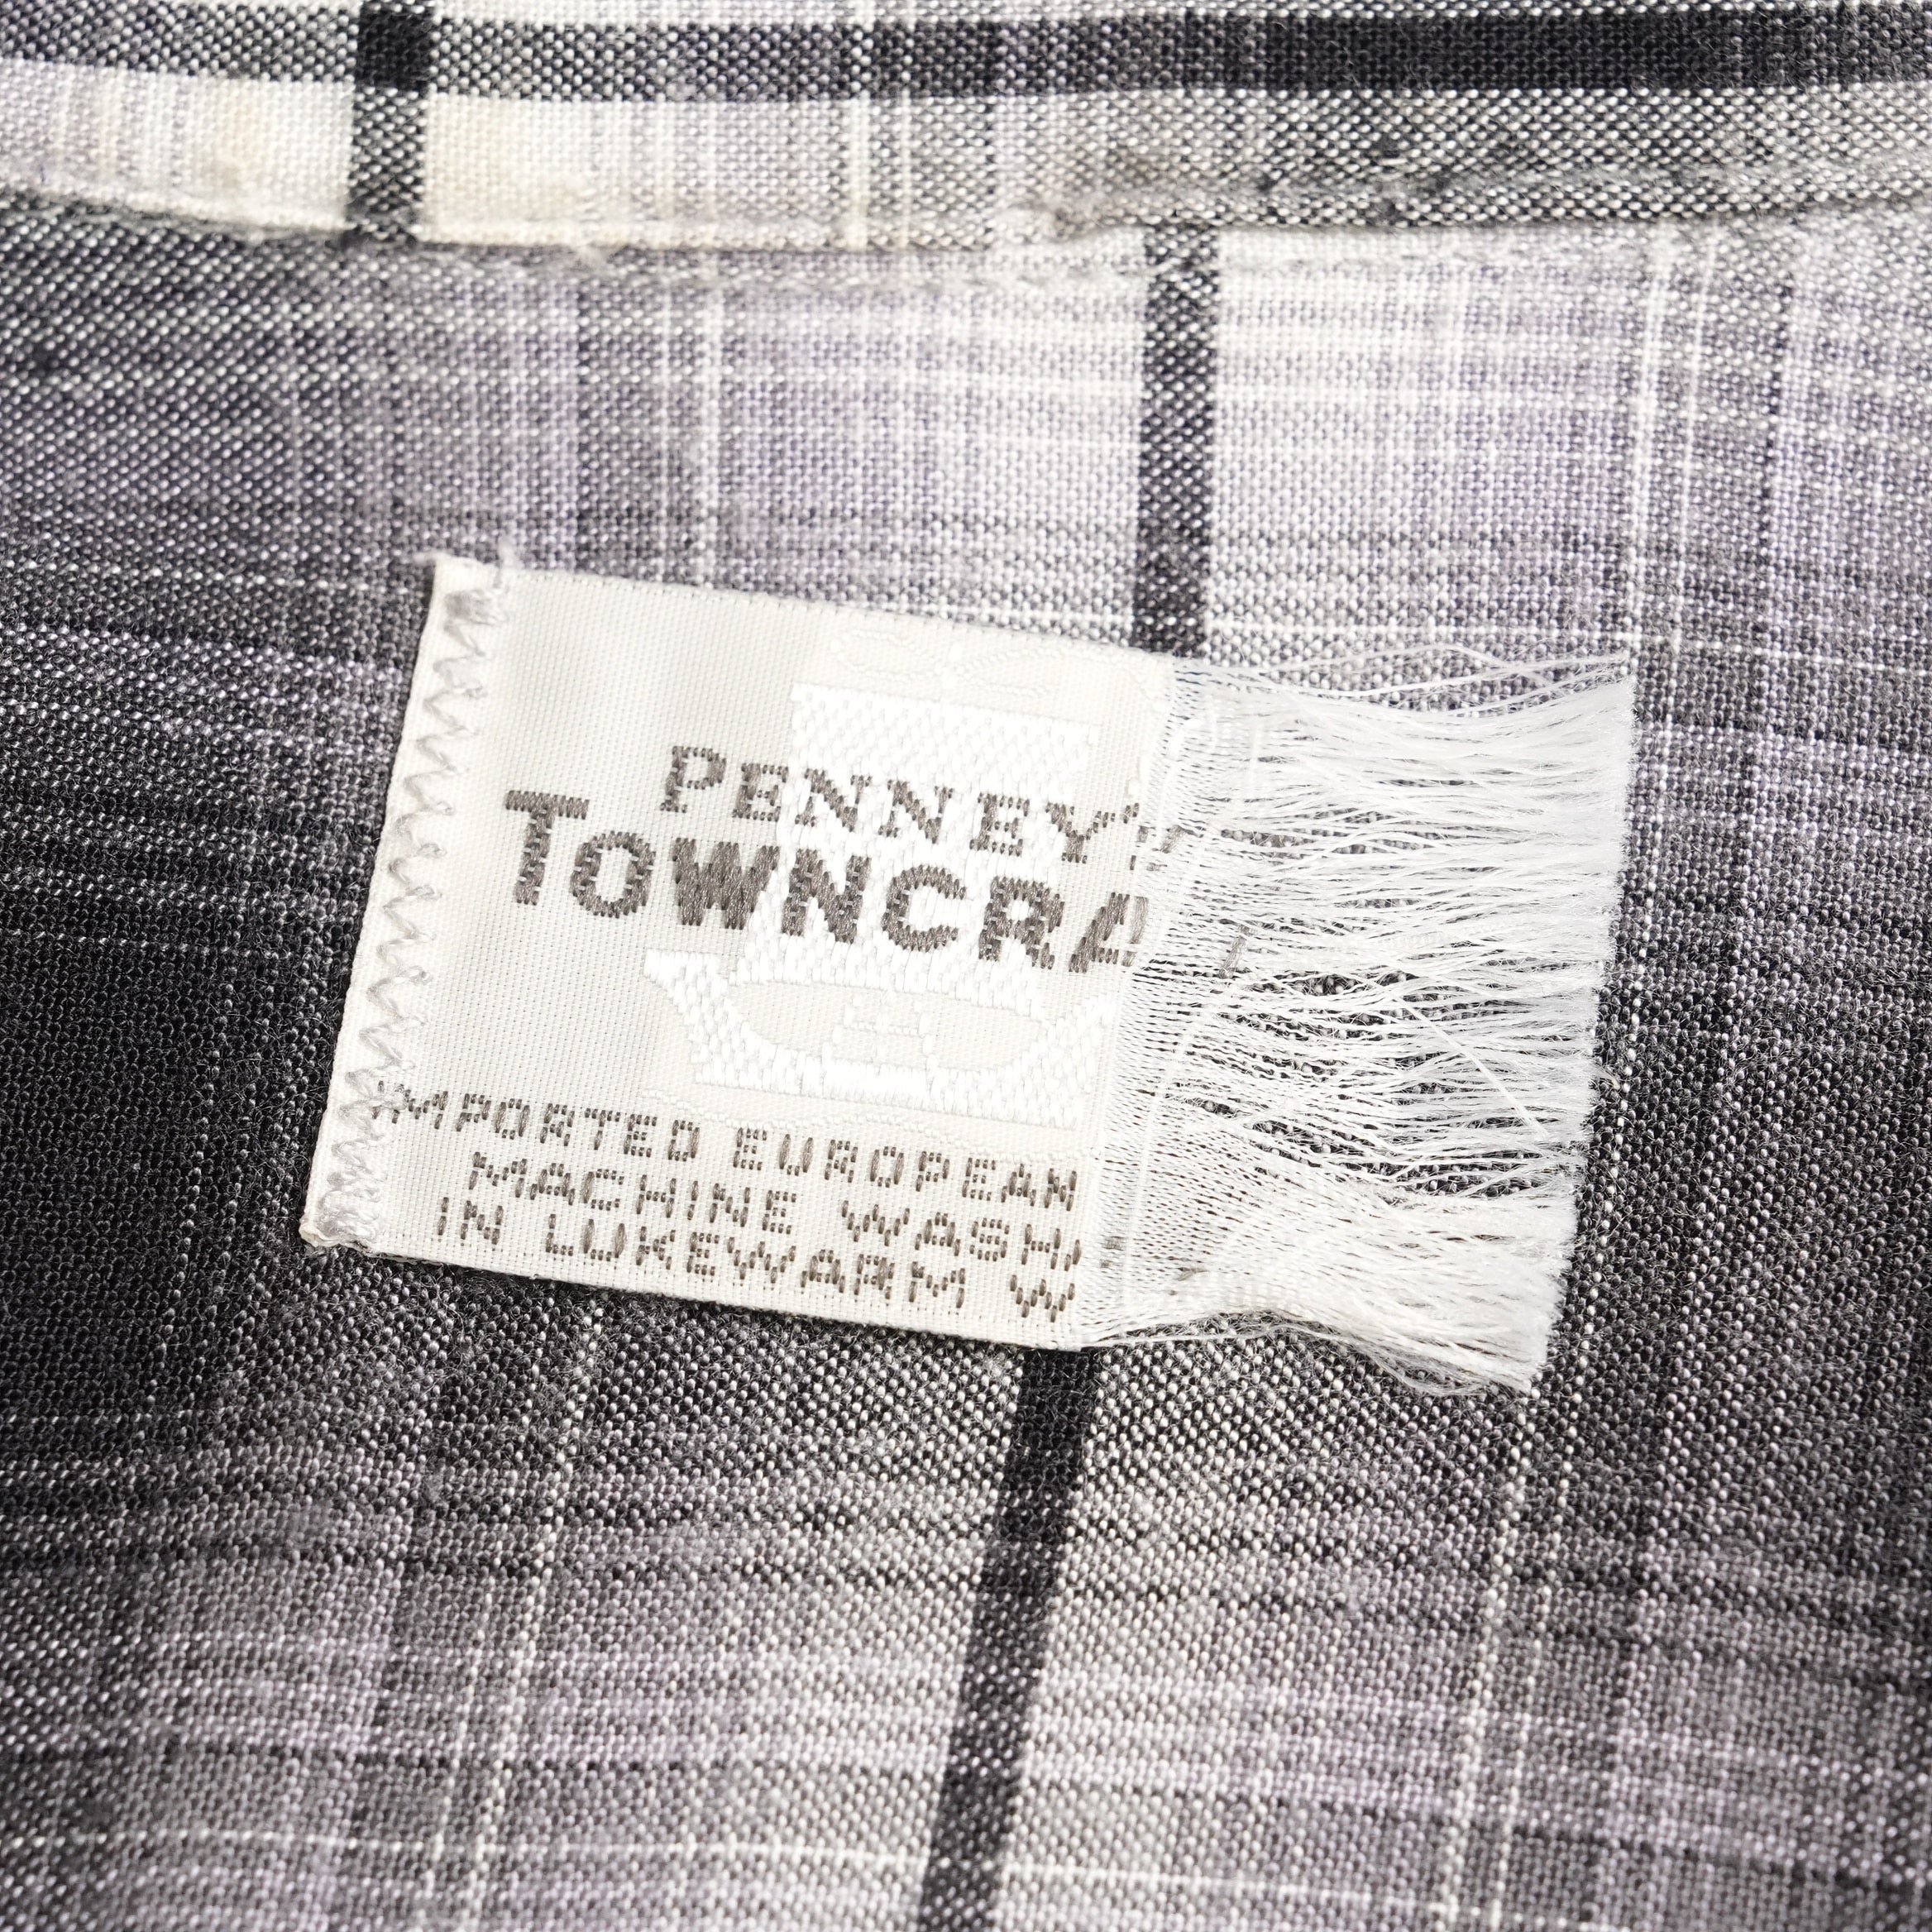 PENNEY'
TOWNCRA
IMPORTED EUROPEAN
MACHINE WASH,
IN LUKEWARM W